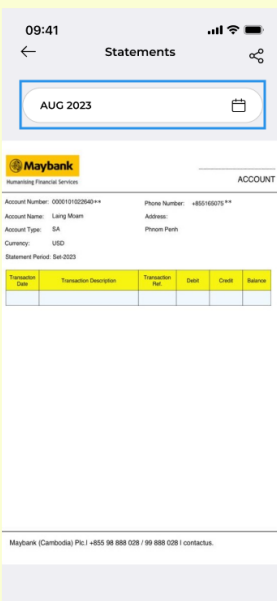 09:41
Statements
AUG 2023
Maybank
Humanising Financial Services
ACCOUNT
Account Number: 0000101022640**
Phone Number: +855165075 **
Account Name: Laing Moam
Address:
Account Type: SA
Phnom Penh
Currency: USD
Statement Period: Set-2023
Transaction Date Transaction Description Transaction Ref. Debit Credit Balance
Maybank (Cambodia) Plc.I +855 98 888 028 / 99 888 028 I contactus.